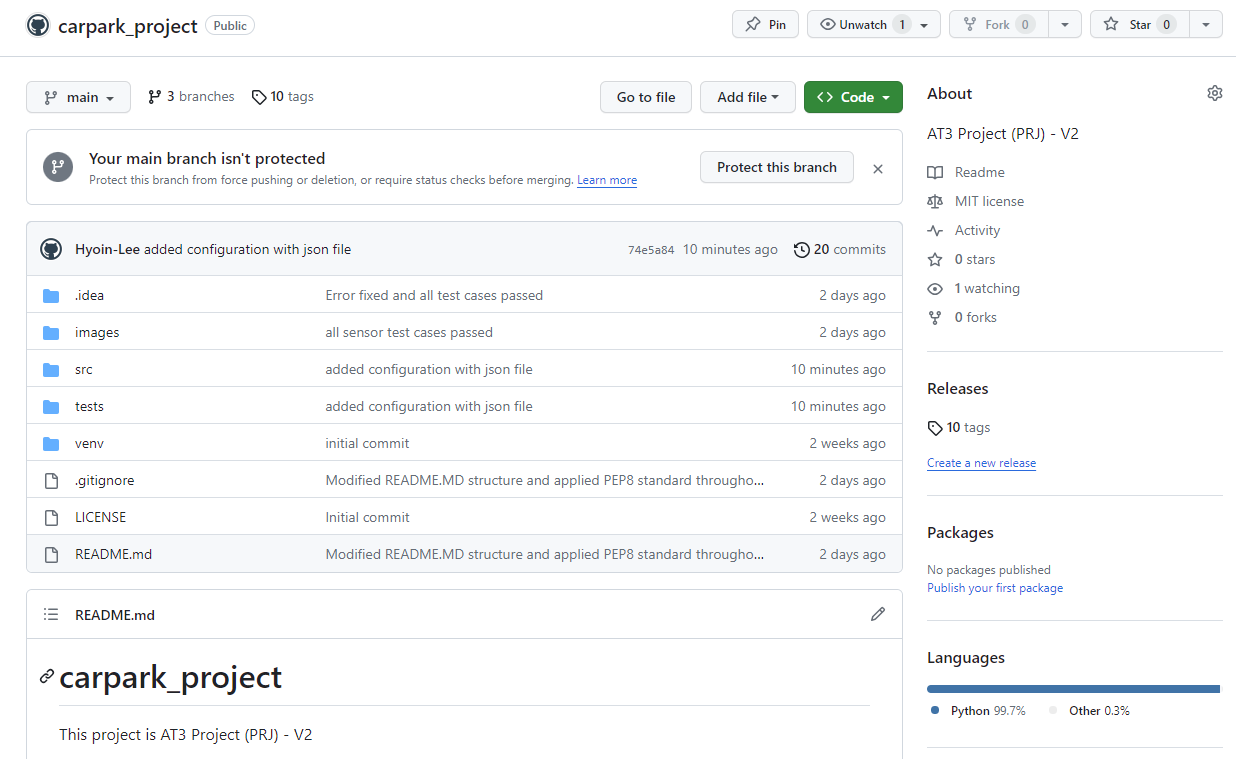 carpark_project Public Pin Unwatch 1 Fork 0 Star 0
main 3 branches 10 tags Go to file Add file Code
Your main branch isn't protected
Protect this branch from force pushing or deletion, or require status checks before merging. Learn more
Protect this branch
Hyoin-Lee added configuration with json file 74e5a84 10 minutes ago 20 commits
.idea Error fixed and all test cases passed 2 days ago
images all sensor test cases passed 2 days ago
src added configuration with json file 10 minutes ago
tests added configuration with json file 10 minutes ago
venv initial commit 2 weeks ago
.gitignore Modified README.MD structure and applied PEP8 standard througho... 2 days ago
LICENSE Initial commit 2 weeks ago
README.md Modified README.MD structure and applied PEP8 standard througho... 2 days ago
README.md
carpark_project
This project is AT3 Project (PRJ) - V2
About
AT3 Project (PRJ) - V2
Readme
MIT license
Activity
0 stars
1 watching
0 forks
Releases
10 tags
Create a new release
Packages
No packages published
Publish your first package
Languages
Python 99.7% Other 0.3%